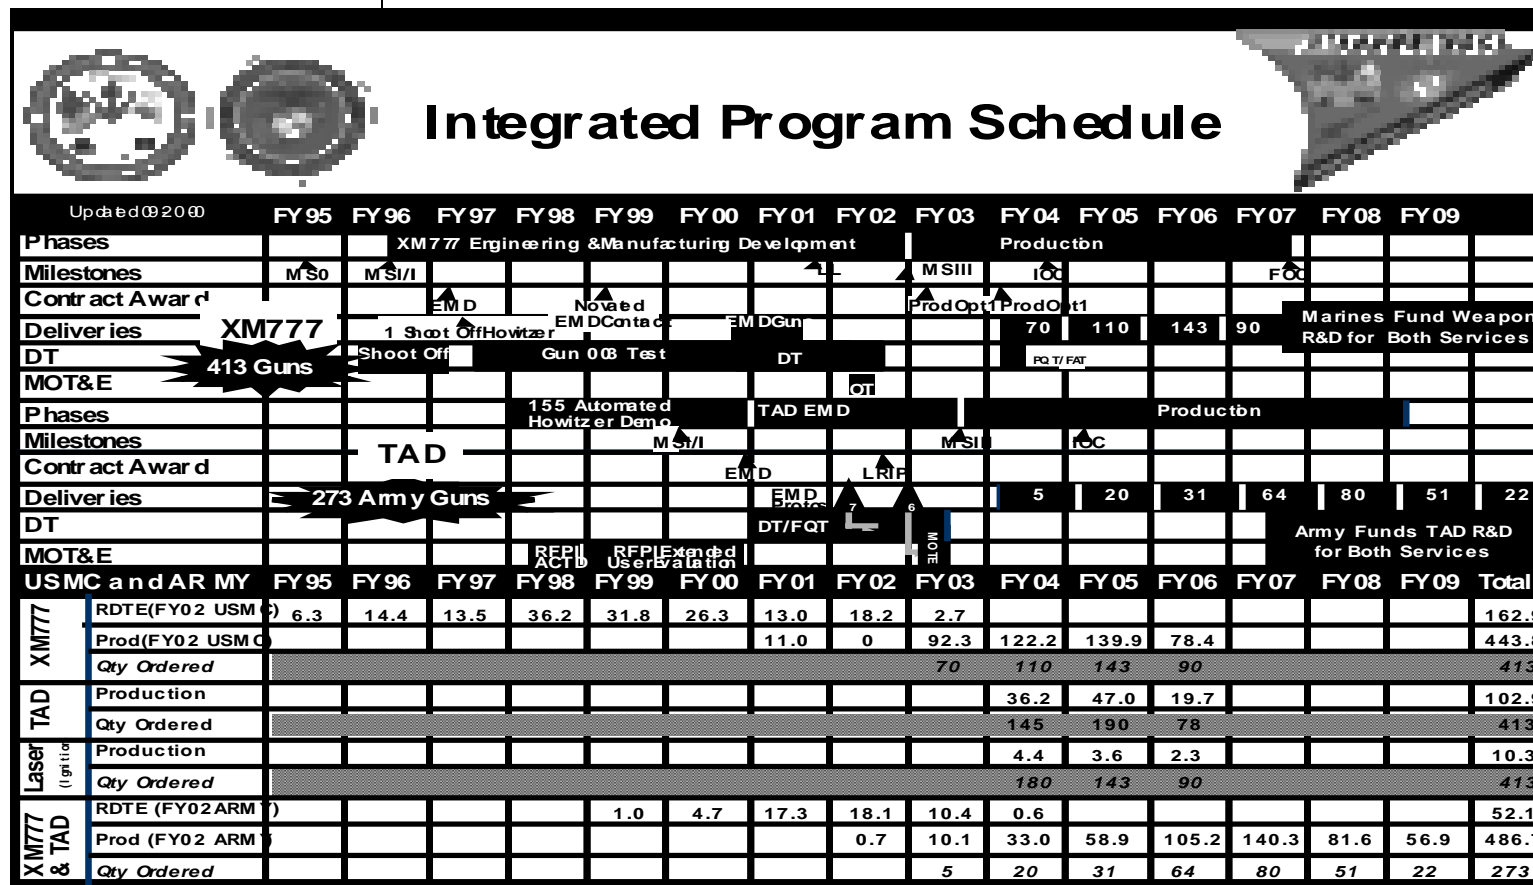 Integrated Program Schedule
Updated 092000 FY95 FY96 FY97 FY98 FY99 FY00 FY01 FY02 FY03 FY04 FY05 FY06 FY07 FY08 FY09
Phases XM777 Engineering & Manufacturing Development Production
Milestones MS0 MSI/I LL MSIII IOC FOC
Contract Award EMD Novated EMD Contact ProdOpt1 ProdOpt1
XM777
Deliveries 1 Shoot Off Howitzer EMD Guns 70 110 143 90
Marines Fund Weapon
R&D for Both Services
DT Shoot Off Gun 003 Test DT PQT/FAT
413 Guns
MOT&E OT
Phases 155 Automated Howitzer Demo TAD EMD Production
Milestones MSI/I MSIII IOC
TAD
Contract Award EMD LRIP
Deliveries EMD Protos 7 6 5 20 31 64 80 51 22
273 Army Guns
DT DT/FQT MOTE
Army Funds TAD R&D
for Both Services
MOT&E RFPI ACTD RFPI Extended User Evaluation
USMC and ARMY FY95 FY96 FY97 FY98 FY99 FY00 FY01 FY02 FY03 FY04 FY05 FY06 FY07 FY08 FY09 Total
XM777
RDTE(FY02 USMC) 6.3 14.4 13.5 36.2 31.8 26.3 13.0 18.2 2.7 162.9
Prod(FY02 USMC) 11.0 0 92.3 122.2 139.9 78.4 443.8
Qty Ordered 70 110 143 90 413
TAD
Production 36.2 47.0 19.7 102.9
Qty Ordered 145 190 78 413
Laser (Ignition
Production 4.4 3.6 2.3 10.3
Qty Ordered 180 143 90 413
XM777 & TAD
RDTE (FY02 ARMY) 1.0 4.7 17.3 18.1 10.4 0.6 52.1
Prod (FY02 ARMY) 0.7 10.1 33.0 58.9 105.2 140.3 81.6 56.9 486.7
Qty Ordered 5 20 31 64 80 51 22 273